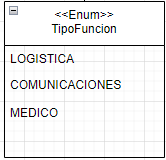 <<Enum>>
TipoFuncion
LOGISTICA
COMUNICACIONES
MEDICO